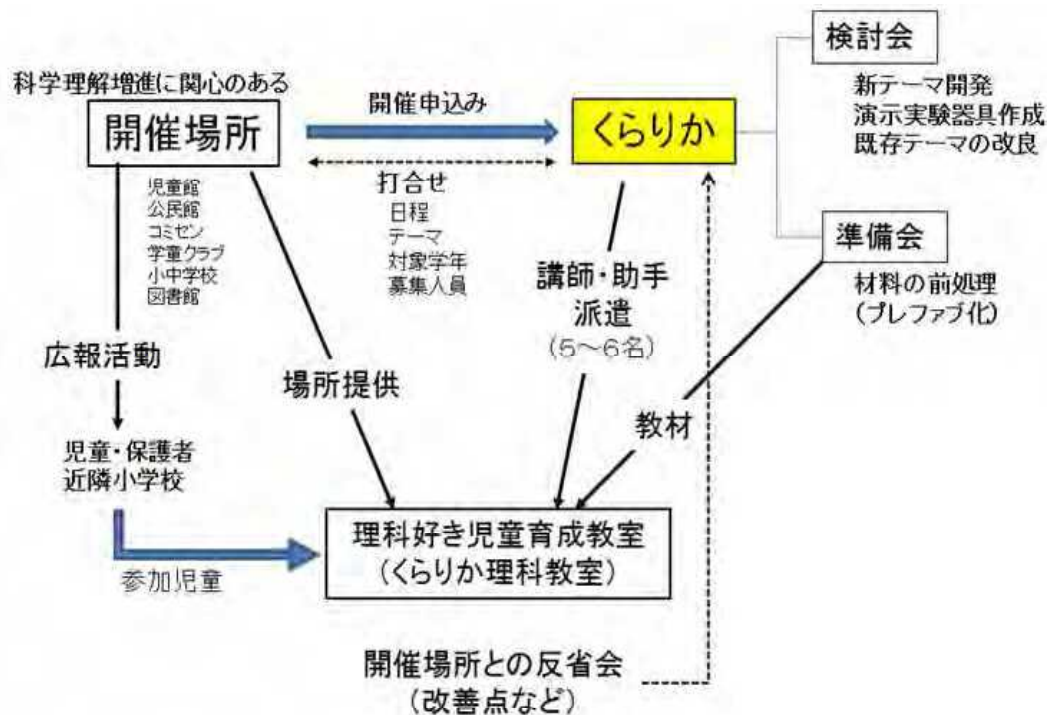 科学理解増進に関心のある
開催場所
児童館
公民館
コミセン
学童クラブ
小中学校
図書館
開催申込み
打合せ
日程
テーマ
対象学年
募集人員
くらりか
検討会
新テーマ開発
演示実験器具作成
既存テーマの改良
準備会
材料の前処理
(プレファブ化)
講師・助手
派遣
(5～6名)
広報活動
場所提供
教材
児童・保護者
近隣小学校
参加児童
理科好き児童育成教室
(くらりか理科教室)
開催場所との反省会
(改善点など)